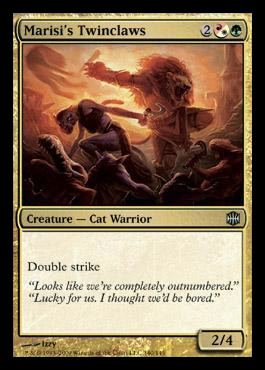 Marisi's Twinclaws 2
Creature — Cat Warrior
Double strike
"Looks like we're completely outnumbered."
"Lucky for us. I thought we'd be bored."
Izzy
2/4